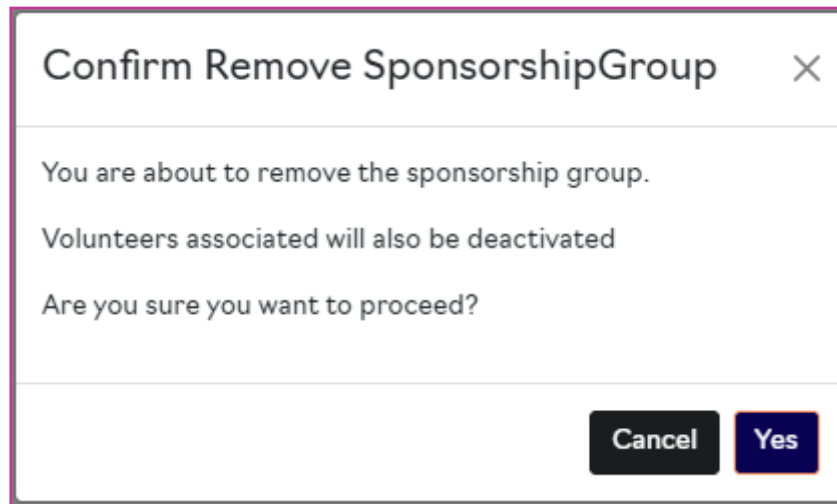 Confirm Remove SponsorshipGroup
You are about to remove the sponsorship group.
Volunteers associated will also be deactivated
Are you sure you want to proceed?
Cancel Yes